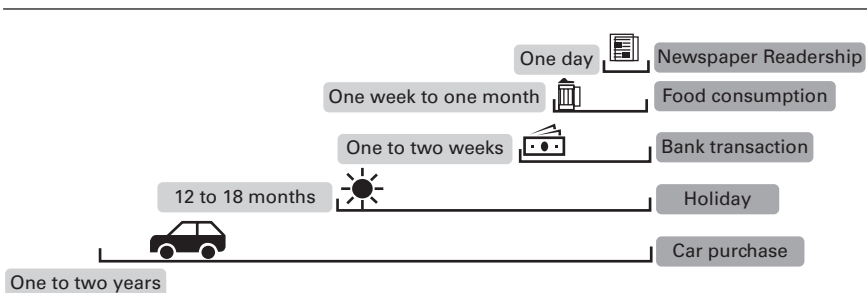 One day Newspaper Readership
One week to one month Food consumption
One to two weeks Bank transaction
12 to 18 months Holiday
Car purchase
One to two years